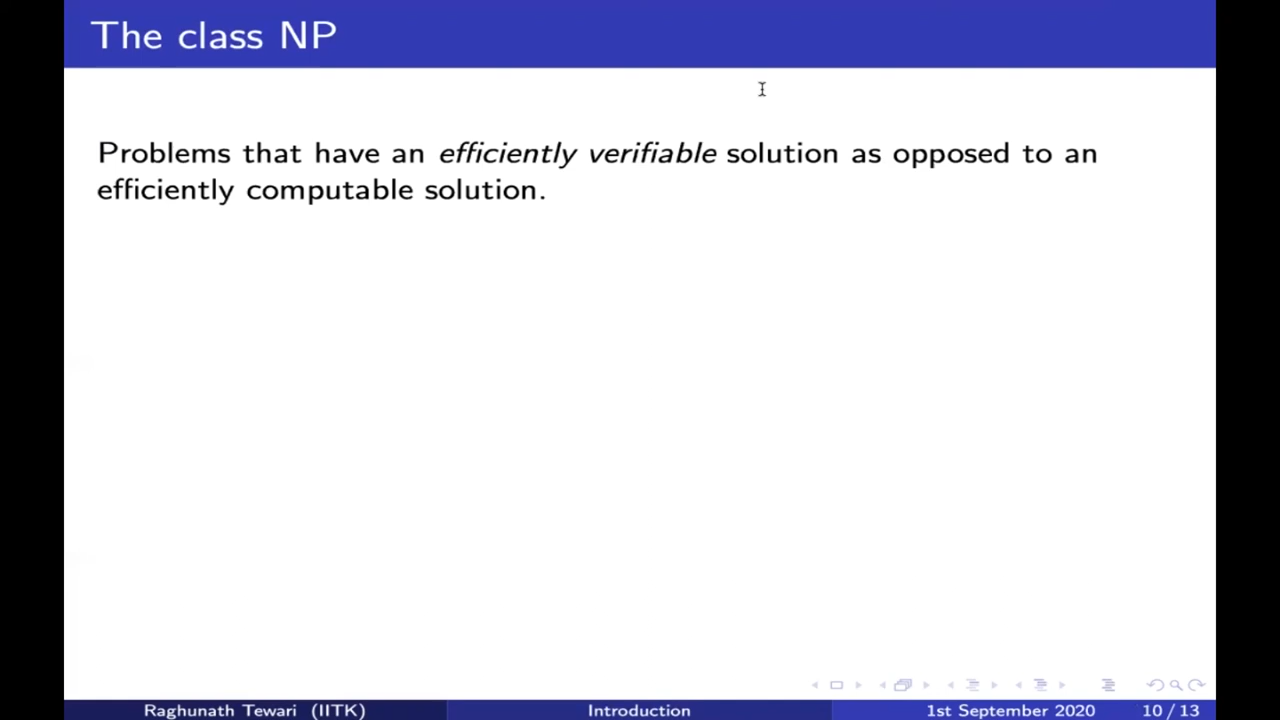 The class NP
Problems that have an efficiently verifiable solution as opposed to an
efficiently computable solution.
Raghunath Tewari (IITK)
Introduction
1st September 2020
10 / 13